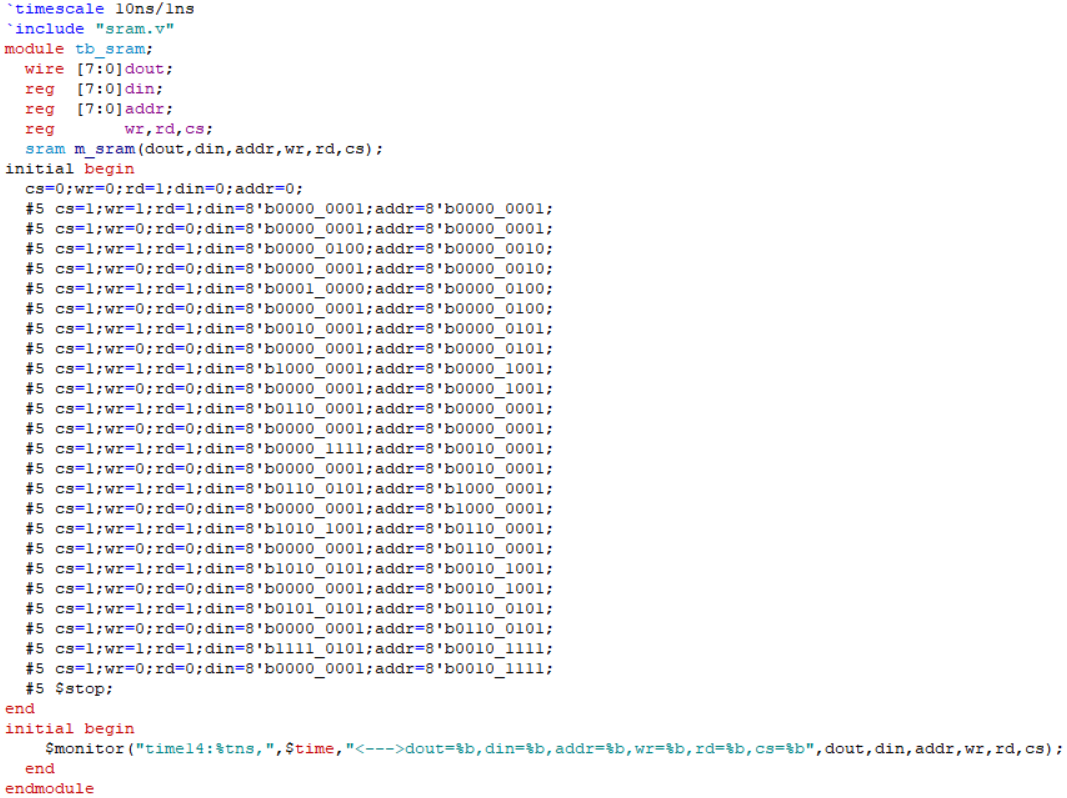 `timescale 10ns/1ns
`include "sram.v"
module tb_sram;
wire [7:0]dout;
reg [7:0]din;
reg [7:0]addr;
reg wr,rd,cs;
sram m_sram(dout,din,addr,wr,rd,cs);
initial begin
cs=0;wr=0;rd=1;din=0;addr=0;
#5 cs=1;wr=1;rd=1;din=8'b0000_0001;addr=8'b0000_0001;
#5 cs=1;wr=0;rd=0;din=8'b0000_0001;addr=8'b0000_0001;
#5 cs=1;wr=1;rd=1;din=8'b0000_0100;addr=8'b0000_0010;
#5 cs=1;wr=0;rd=0;din=8'b0000_0001;addr=8'b0000_0010;
#5 cs=1;wr=1;rd=1;din=8'b0001_0000;addr=8'b0000_0100;
#5 cs=1;wr=0;rd=0;din=8'b0000_0001;addr=8'b0000_0100;
#5 cs=1;wr=1;rd=1;din=8'b0010_0001;addr=8'b0000_0101;
#5 cs=1;wr=0;rd=0;din=8'b0000_0001;addr=8'b0000_0101;
#5 cs=1;wr=1;rd=1;din=8'b1000_0001;addr=8'b0000_1001;
#5 cs=1;wr=0;rd=0;din=8'b0000_0001;addr=8'b0000_1001;
#5 cs=1;wr=1;rd=1;din=8'b0110_0001;addr=8'b0000_0001;
#5 cs=1;wr=0;rd=0;din=8'b0000_0001;addr=8'b0000_0001;
#5 cs=1;wr=1;rd=1;din=8'b0000_1111;addr=8'b0010_0001;
#5 cs=1;wr=0;rd=0;din=8'b0000_0001;addr=8'b0010_0001;
#5 cs=1;wr=1;rd=1;din=8'b0110_0101;addr=8'b1000_0001;
#5 cs=1;wr=0;rd=0;din=8'b0000_0001;addr=8'b1000_0001;
#5 cs=1;wr=1;rd=1;din=8'b1010_1001;addr=8'b0110_0001;
#5 cs=1;wr=0;rd=0;din=8'b0000_0001;addr=8'b0110_0001;
#5 cs=1;wr=1;rd=1;din=8'b1010_0101;addr=8'b0010_1001;
#5 cs=1;wr=0;rd=0;din=8'b0000_0001;addr=8'b0010_1001;
#5 cs=1;wr=1;rd=1;din=8'b0101_0101;addr=8'b0110_0101;
#5 cs=1;wr=0;rd=0;din=8'b0000_0001;addr=8'b0110_0101;
#5 cs=1;wr=1;rd=1;din=8'b1111_0101;addr=8'b0010_1111;
#5 cs=1;wr=0;rd=0;din=8'b0000_0001;addr=8'b0010_1111;
#5 $stop;
end
initial begin
$monitor("time14:%tns,",$time,"<--->dout=%b,din=%b,addr=%b,wr=%b,rd=%b,cs=%b",dout,din,addr,wr,rd,cs);
end
endmodule